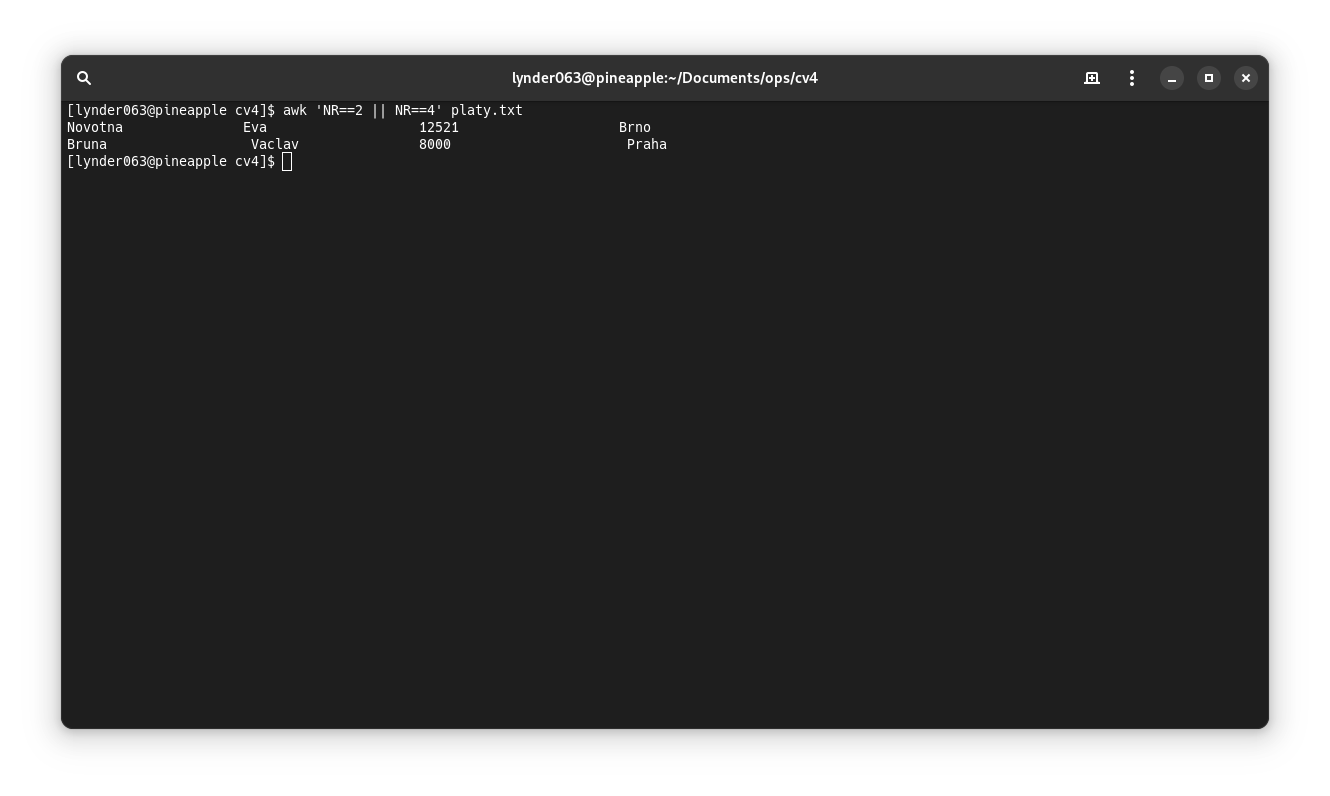 lynder063@pineapple:~/Documents/ops/cv4
[lynder063@pineapple cv4]$ awk 'NR==2 || NR==4' platy.txt
Novotna               Eva                   12521                    Brno
Bruna                  Vaclav               8000                      Praha
[lynder063@pineapple cv4]$